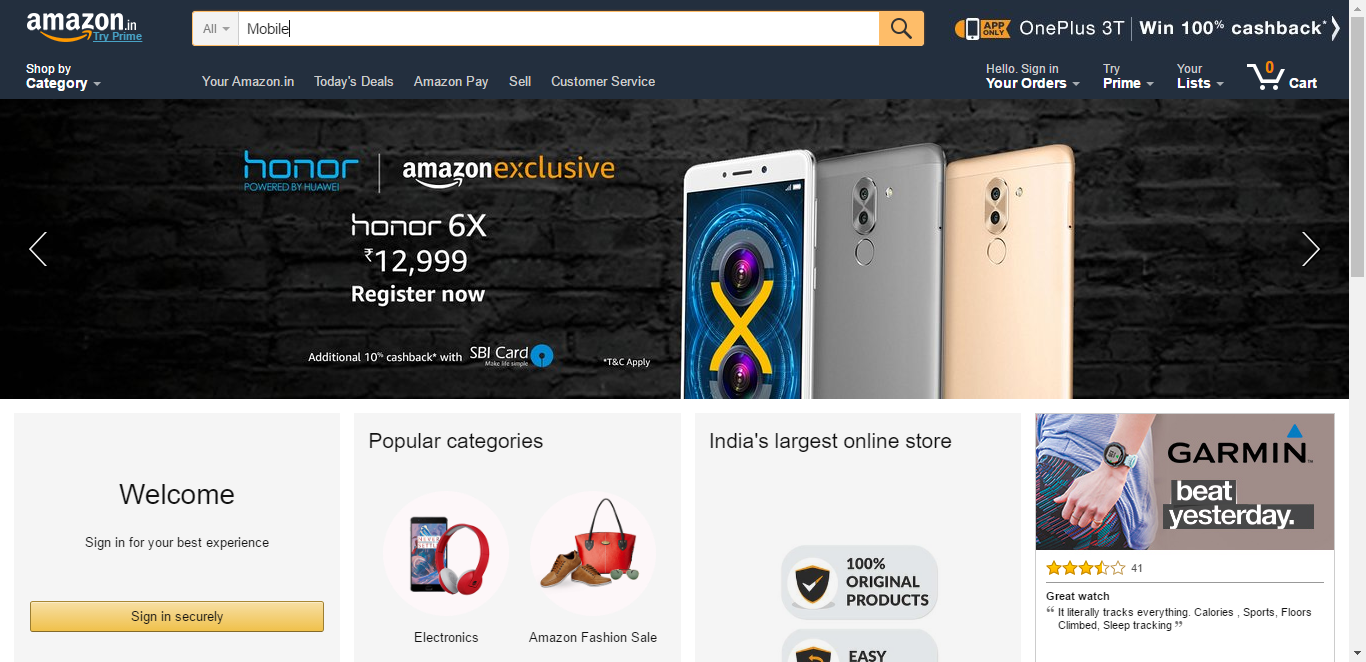 amazon.in
Try Prime
All
Mobile
APP ONLY
OnePlus 3T | Win 100% cashback*
Shop by
Category
Your Amazon.in
Today's Deals
Amazon Pay
Sell
Customer Service
Hello. Sign in
Your Orders
Try
Prime
Your
Lists
0
Cart
honor
POWERED BY HUAWEI
amazonexclusive
honor 6X
₹12,999
Register now
Additional 10% cashback* with SBI Card
Make life simple
*T&C Apply
Welcome
Sign in for your best experience
Sign in securely
Popular categories
Electronics
Amazon Fashion Sale
India's largest online store
100%
ORIGINAL
PRODUCTS
EASY
GARMIN™
beat
yesterday.
41
Great watch
“ It literally tracks everything. Calories , Sports, Floors
Climbed, Sleep tracking ”